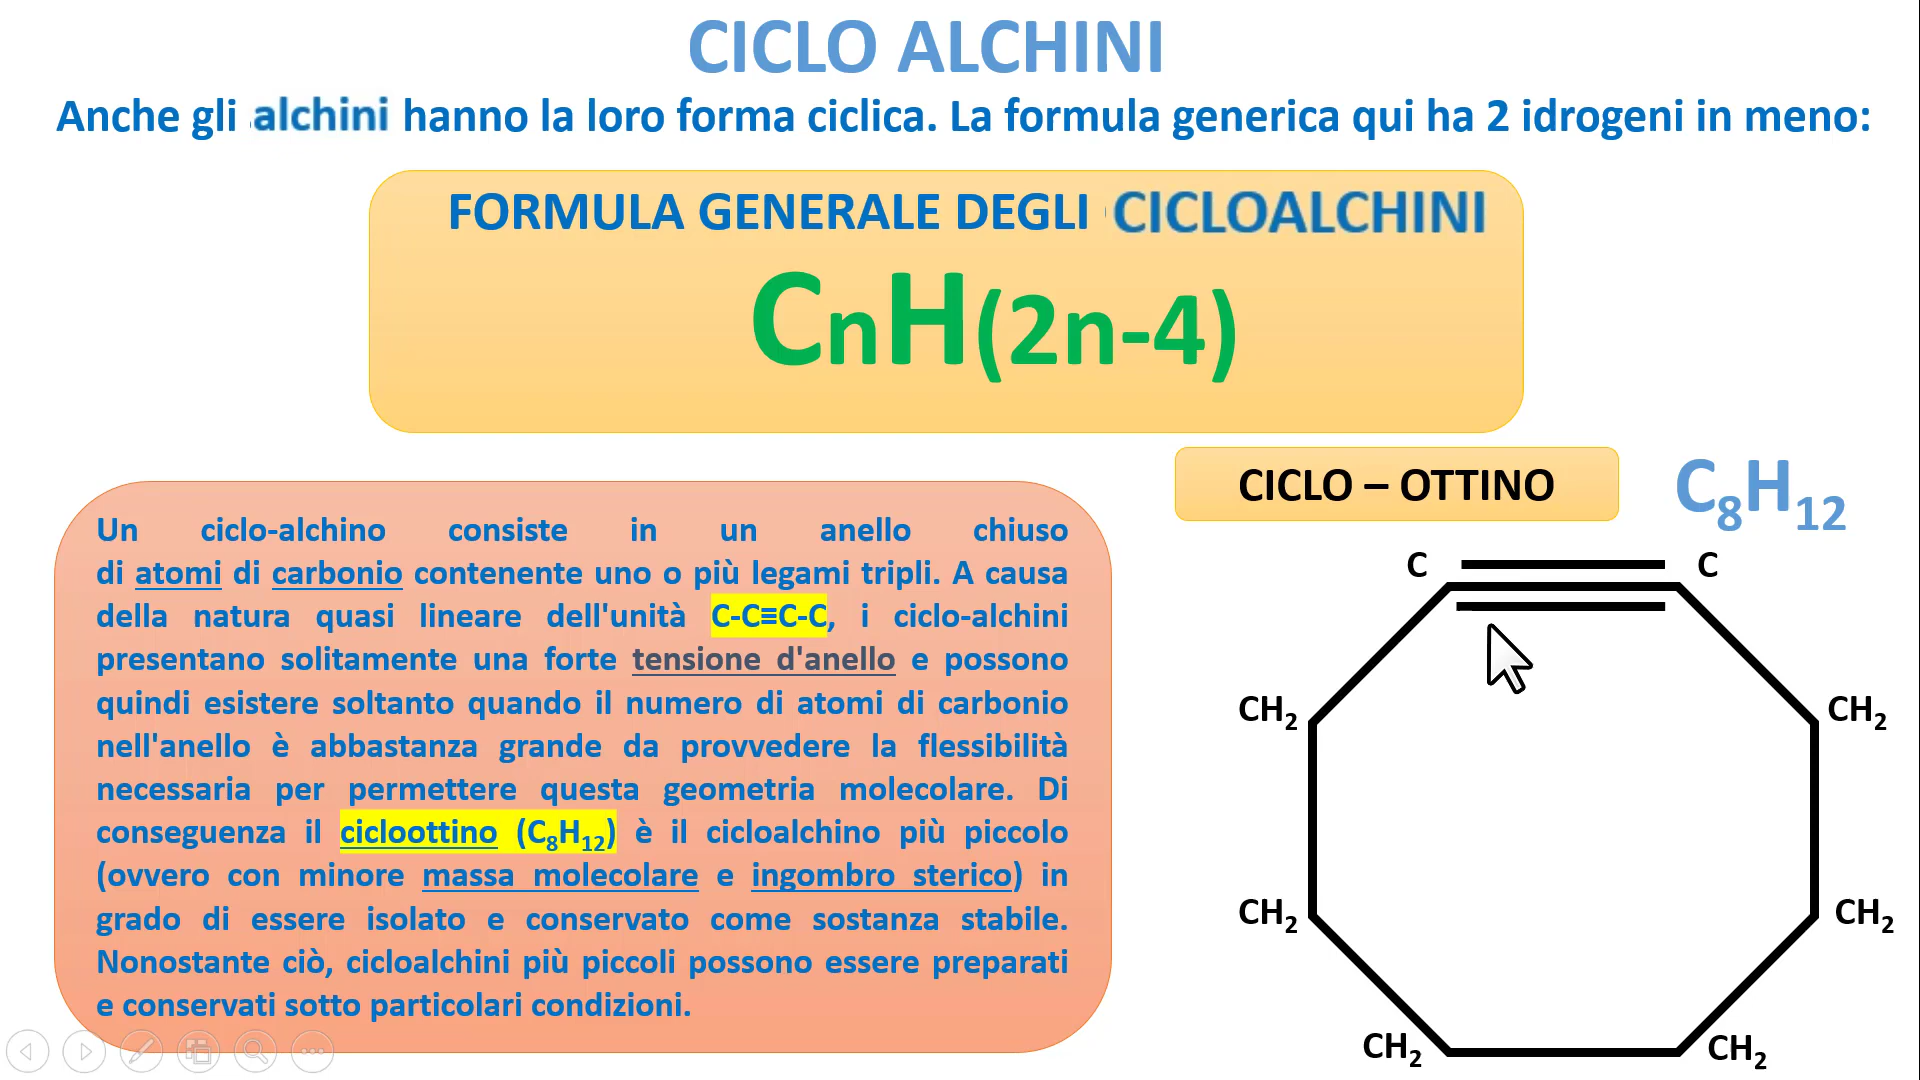 CICLO ALCHINI
Anche gli alchini hanno la loro forma ciclica. La formula generica qui ha 2 idrogeni in meno:
FORMULA GENERALE DEGLI CICLOALCHINI
CnH(2n-4)
CICLO – OTTINO
C₈H₁₂
Un ciclo-alchino consiste in un anello chiuso
di atomi di carbonio contenente uno o più legami tripli. A causa
della natura quasi lineare dell'unità C-C≡C-C, i ciclo-alchini
presentano solitamente una forte tensione d'anello e possono
quindi esistere soltanto quando il numero di atomi di carbonio
nell'anello è abbastanza grande da provvedere la flessibilità
necessaria per permettere questa geometria molecolare. Di
conseguenza il cicloottino (C₈H₁₂) è il cicloalchino più piccolo
(ovvero con minore massa molecolare e ingombro sterico) in
grado di essere isolato e conservato come sostanza stabile.
Nonostante ciò, cicloalchini più piccoli possono essere preparati
e conservati sotto particolari condizioni.
C C
CH₂ CH₂
CH₂ CH₂
CH₂ CH₂